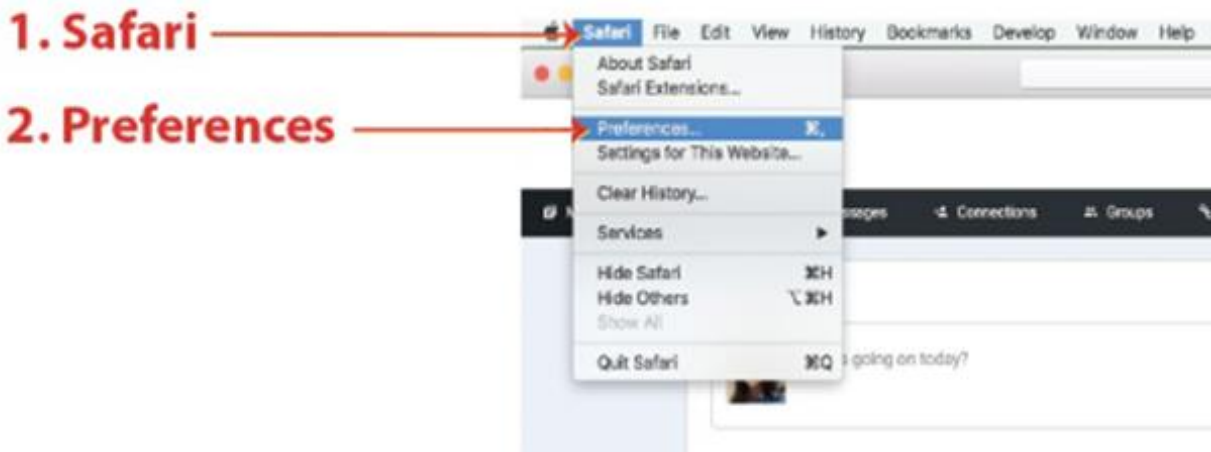 1. Safari
Safari File Edit View History Bookmarks Develop Window Help
About Safari
Safari Extensions...
2. Preferences
Preferences... ⌘,
Settings for This Website...
Clear History...
Connections Groups
Services ▶
Hide Safari ⌘H
Hide Others ⌥⌘H
Show All
Quit Safari ⌘Q
going on today?